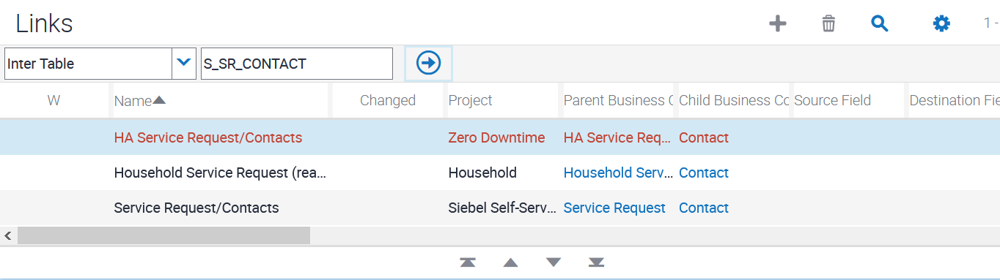 Links
1 -
Inter Table S_SR_CONTACT
W Name Changed Project Parent Business C Child Business Co Source Field Destination Fie
HA Service Request/Contacts Zero Downtime HA Service Req... Contact
Household Service Request (rea... Household Household Serv... Contact
Service Request/Contacts Siebel Self-Serv... Service Request Contact